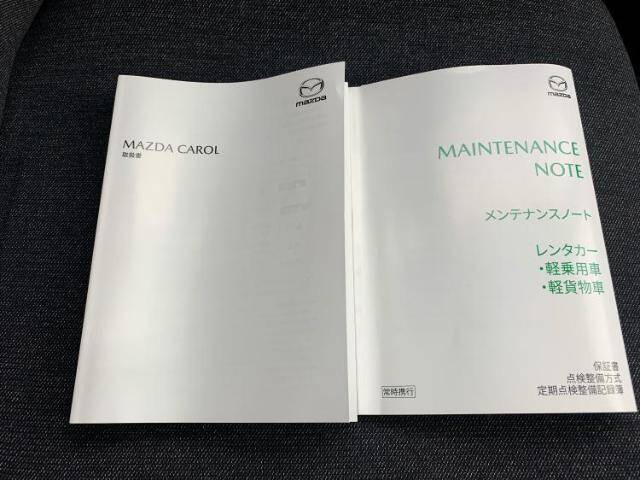 mazda
MAZDA CAROL
取扱書
mazda
MAINTENANCE
NOTE
メンテナンスノート
レンタカー
・軽乗用車
・軽貨物車
保証書
点検整備方式
定期点検整備記録簿
常時携行